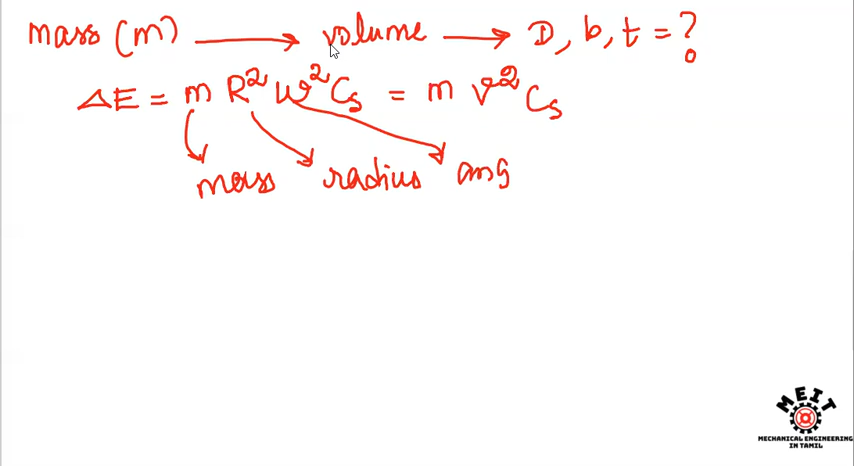 mass (m) → volume → D, b, t = ?
ΔE = m R² ω² Cs = m v² Cs
mass radius ang
MEIT
MECHANICAL ENGINEERING
IN TAMIL